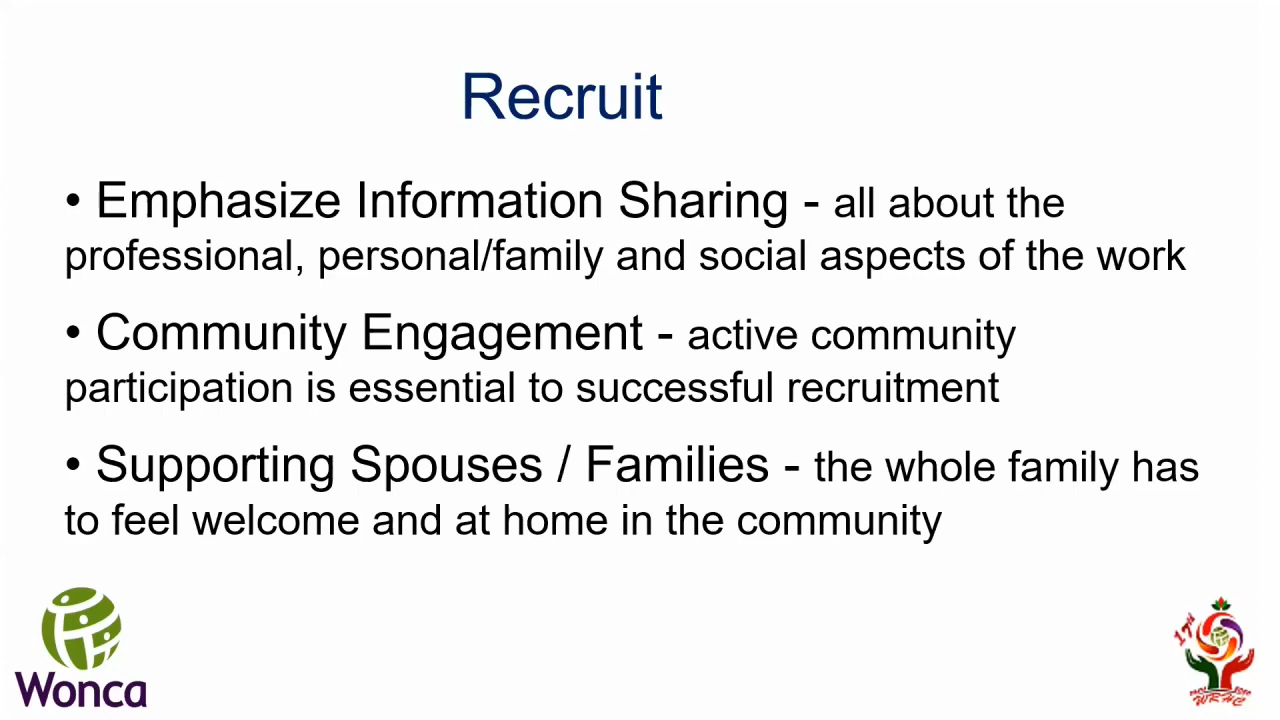 Recruit
• Emphasize Information Sharing - all about the
professional, personal/family and social aspects of the work
• Community Engagement - active community
participation is essential to successful recruitment
• Supporting Spouses / Families - the whole family has
to feel welcome and at home in the community
Wonca
17th
WRHC